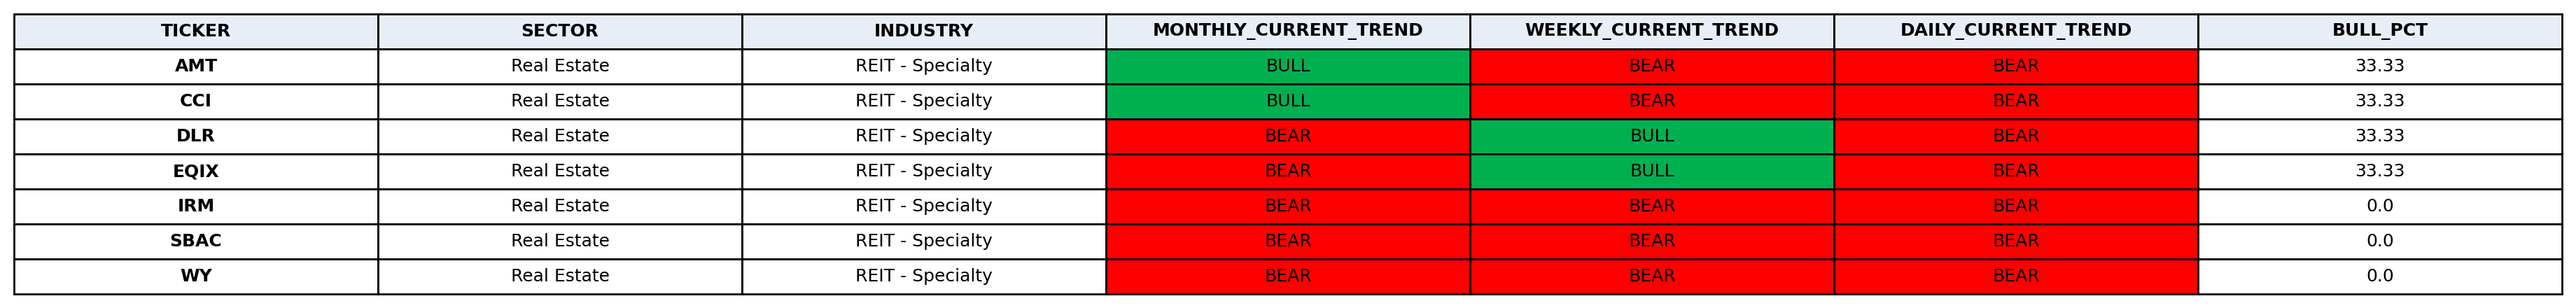 TICKER SECTOR INDUSTRY MONTHLY_CURRENT_TREND WEEKLY_CURRENT_TREND DAILY_CURRENT_TREND BULL_PCT
AMT Real Estate REIT - Specialty BULL BEAR BEAR 33.33
CCI Real Estate REIT - Specialty BULL BEAR BEAR 33.33
DLR Real Estate REIT - Specialty BEAR BULL BEAR 33.33
EQIX Real Estate REIT - Specialty BEAR BULL BEAR 33.33
IRM Real Estate REIT - Specialty BEAR BEAR BEAR 0.0
SBAC Real Estate REIT - Specialty BEAR BEAR BEAR 0.0
WY Real Estate REIT - Specialty BEAR BEAR BEAR 0.0